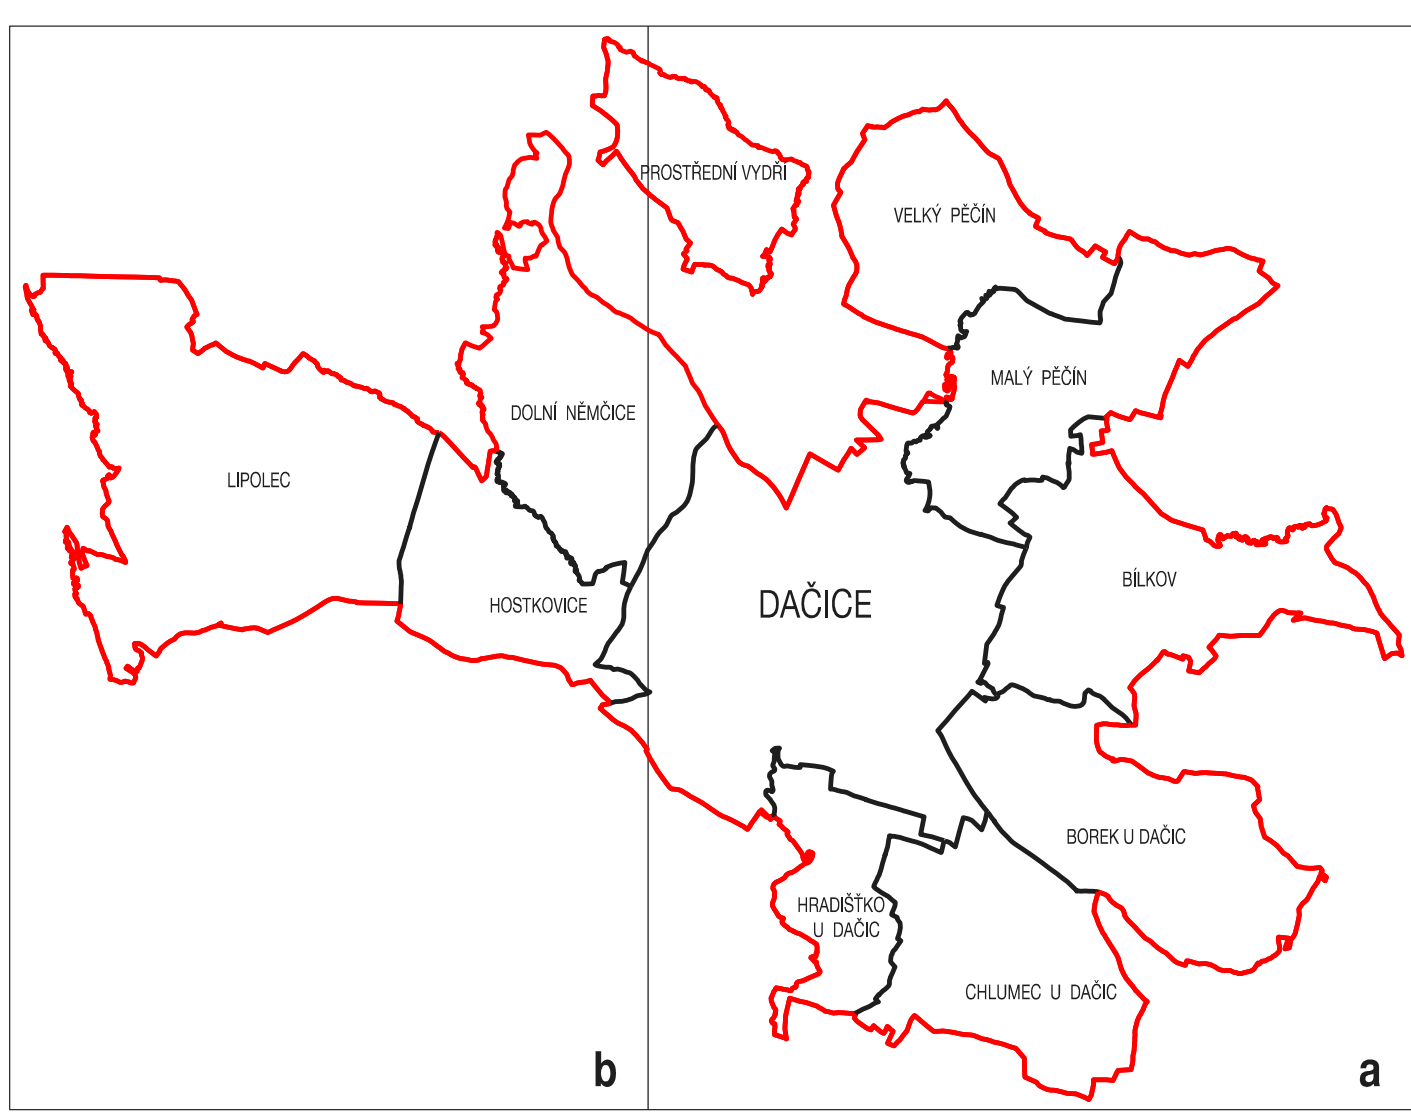 PROSTŘEDNÍ VYDŘÍ
VELKÝ PĚČÍN
MALÝ PĚČÍN
DOLNÍ NĚMČICE
LIPOLEC
BÍLKOV
HOSTKOVICE
DAČICE
BOREK U DAČIC
HRADIŠŤKO
U DAČIC
CHLUMEC U DAČIC
b
a